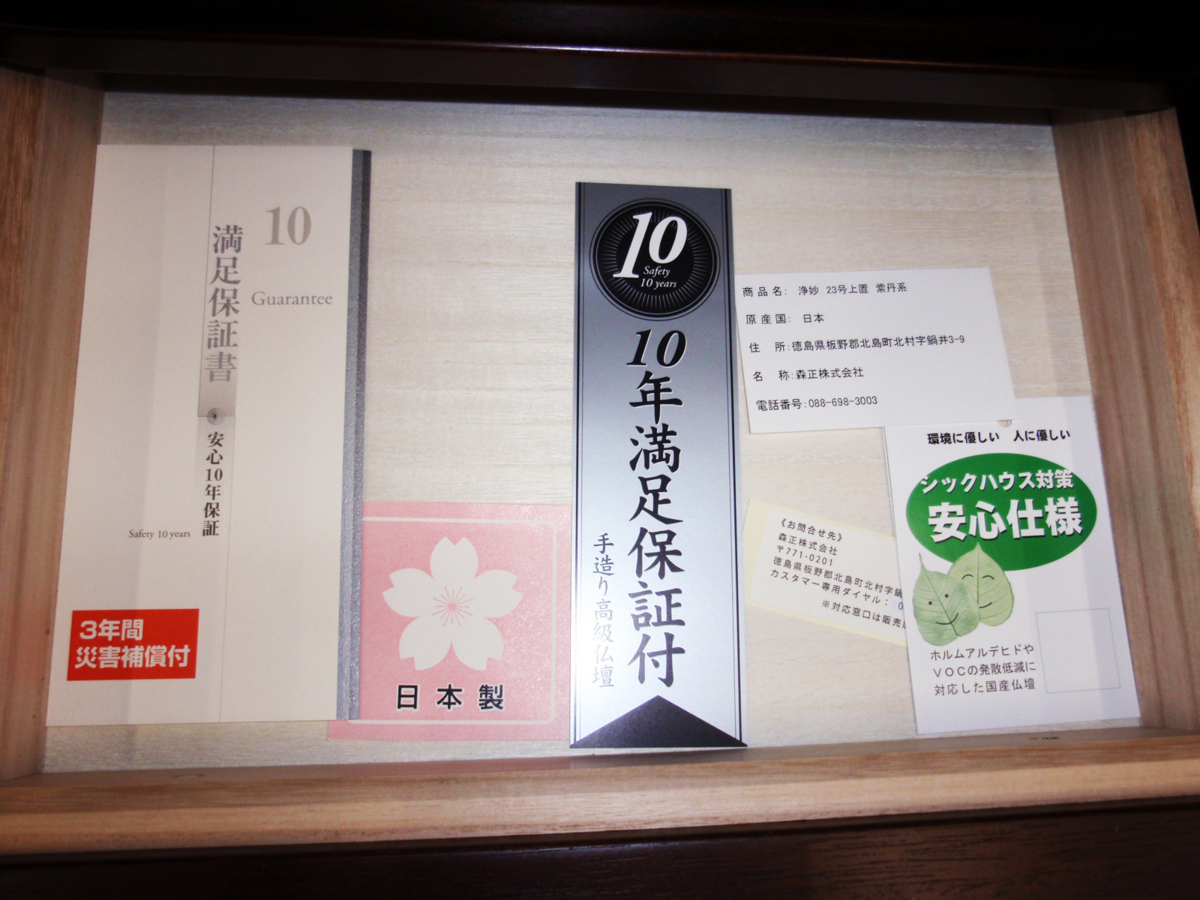 10
Guarantee
満足保証書
安心10年保証
Safety 10 years
3年間
災害補償付
日本製
10
Safety
10 years
10年満足保証付
手造り高級仏壇
商品名: 浄妙 23号上置 紫丹系
原産国: 日本
住 所:徳島県板野郡北島町北村字鍋井3-9
名 称:森正株式会社
電話番号:088-698-3003
《お問合せ先》
森正株式会社
〒771-0201
徳島県板野郡北島町北村字鍋
カスタマー専用ダイヤル: 0
※対応窓口は販売
環境に優しい 人に優しい
シックハウス対策
安心仕様
ホルムアルデヒドや
VOCの発散低減に
対応した国産仏壇